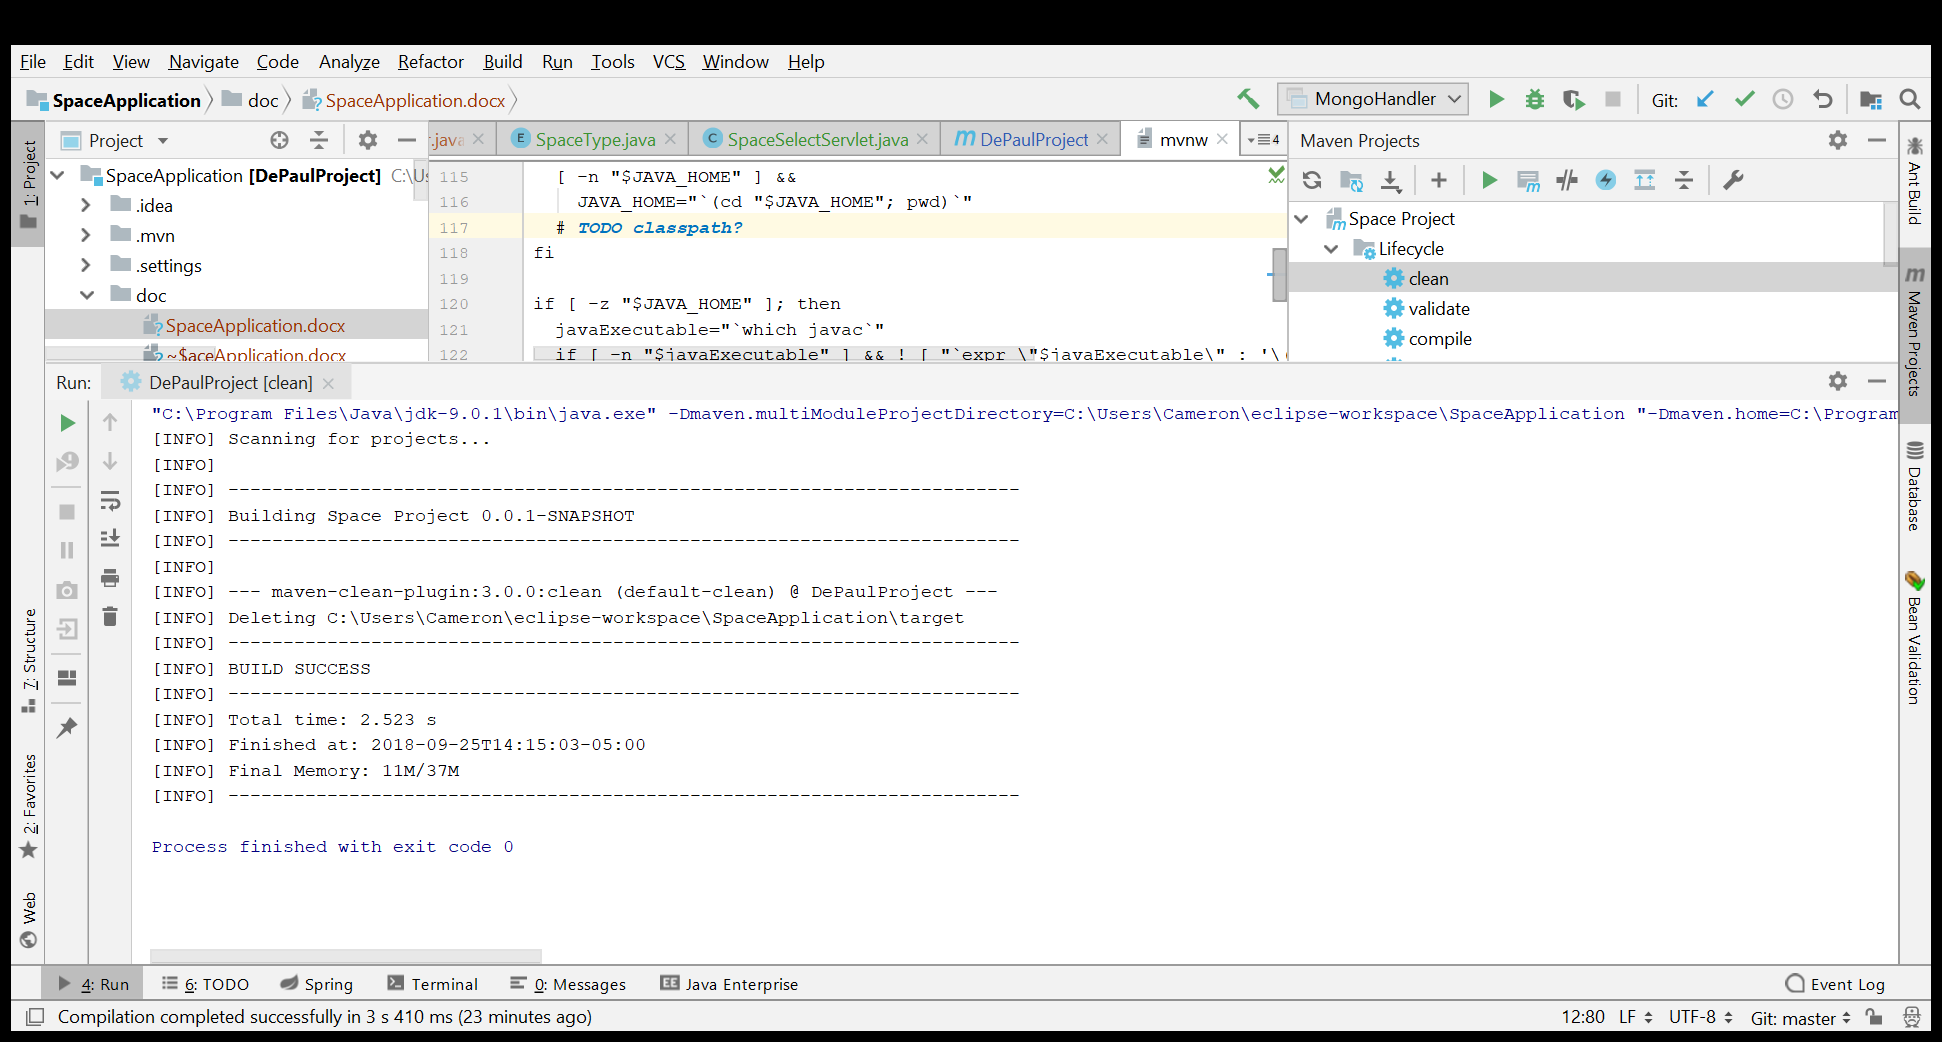 File Edit View Navigate Code Analyze Refactor Build Run Tools VCS Window Help
SpaceApplication doc SpaceApplication.docx MongoHandler Git:
1: Project
Project
r.java SpaceType.java SpaceSelectServlet.java DePaulProject mvnw 4
Maven Projects
SpaceApplication [DePaulProject] C:\Us
.idea
.mvn
.settings
doc
SpaceApplication.docx
~$aceApplication.docx
115 [ -n "$JAVA_HOME" ] &&
116 JAVA_HOME="`(cd "$JAVA_HOME"; pwd)`"
117 # TODO classpath?
118 fi
119
120 if [ -z "$JAVA_HOME" ]; then
121 javaExecutable="`which javac`"
122 if [ -n "$javaExecutable" ] && ! [ "`expr \"$javaExecutable\" : '\(
Space Project
Lifecycle
clean
validate
compile
Ant Build
Maven Projects
Database
Bean Validation
Run: DePaulProject [clean]
"C:\Program Files\Java\jdk-9.0.1\bin\java.exe" -Dmaven.multiModuleProjectDirectory=C:\Users\Cameron\eclipse-workspace\SpaceApplication "-Dmaven.home=C:\Program
[INFO] Scanning for projects...
[INFO]
[INFO] ------------------------------------------------------------------------
[INFO] Building Space Project 0.0.1-SNAPSHOT
[INFO] ------------------------------------------------------------------------
[INFO]
[INFO] --- maven-clean-plugin:3.0.0:clean (default-clean) @ DePaulProject ---
[INFO] Deleting C:\Users\Cameron\eclipse-workspace\SpaceApplication\target
[INFO] ------------------------------------------------------------------------
[INFO] BUILD SUCCESS
[INFO] ------------------------------------------------------------------------
[INFO] Total time: 2.523 s
[INFO] Finished at: 2018-09-25T14:15:03-05:00
[INFO] Final Memory: 11M/37M
[INFO] ------------------------------------------------------------------------
Process finished with exit code 0
7: Structure
2: Favorites
Web
4: Run 6: TODO Spring Terminal 0: Messages Java Enterprise Event Log
Compilation completed successfully in 3 s 410 ms (23 minutes ago) 12:80 LF UTF-8 Git: master